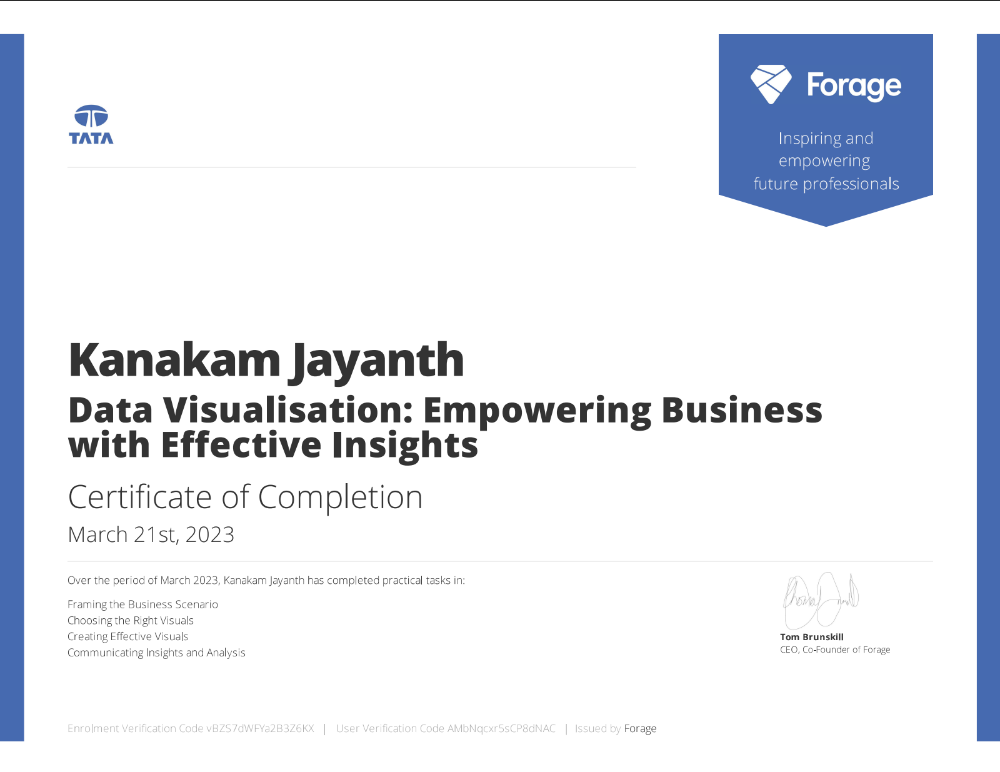 TATA
Forage
Inspiring and
empowering
future professionals
Kanakam Jayanth
Data Visualisation: Empowering Business
with Effective Insights
Certificate of Completion
March 21st, 2023
Over the period of March 2023, Kanakam Jayanth has completed practical tasks in:
Framing the Business Scenario
Choosing the Right Visuals
Creating Effective Visuals
Communicating Insights and Analysis
Tom Brunskill
CEO, Co-Founder of Forage
Enrolment Verification Code vBZS7dWFYa2B3Z6KX | User Verification Code AMbNqcxr5sCP8dNAC | Issued by Forage